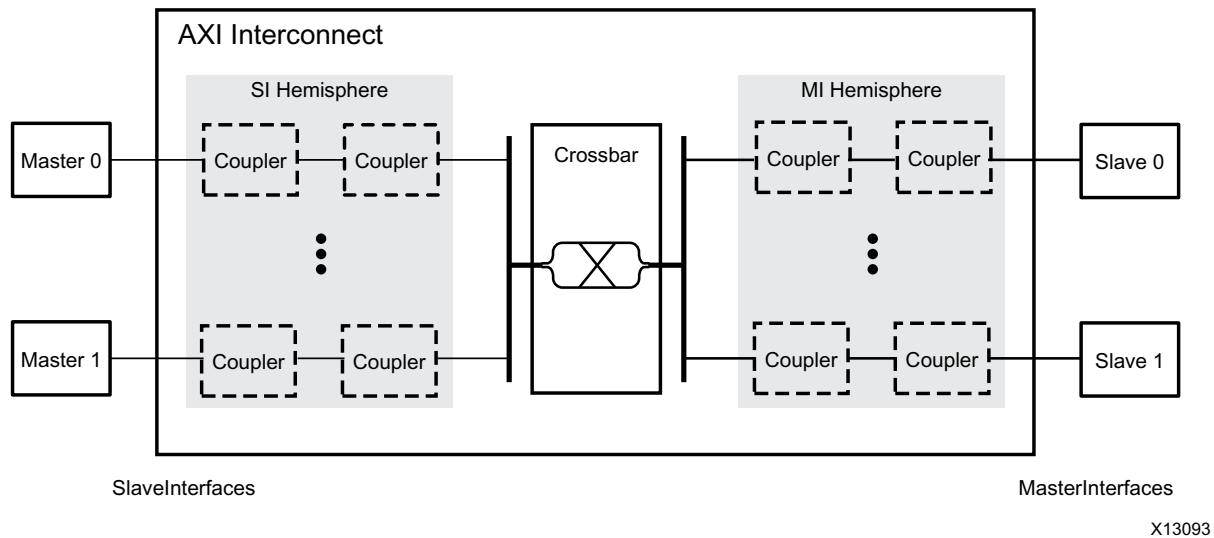 AXI Interconnect
SI Hemisphere
MI Hemisphere
Master 0
Coupler
Coupler
Crossbar
Coupler
Coupler
Slave 0
Master 1
Coupler
Coupler
Coupler
Coupler
Slave 1
SlaveInterfaces
MasterInterfaces
X13093